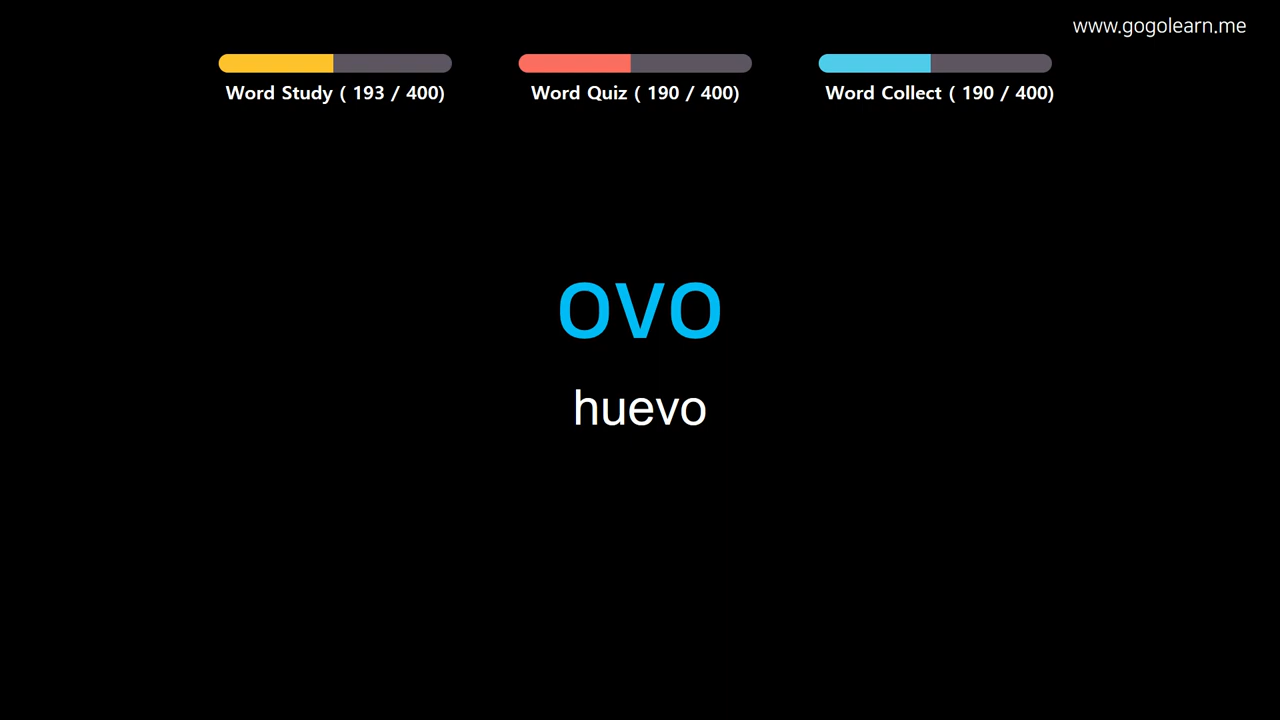 www.gogolearn.me
Word Study ( 193 / 400)
Word Quiz ( 190 / 400)
Word Collect ( 190 / 400)
ovo
huevo